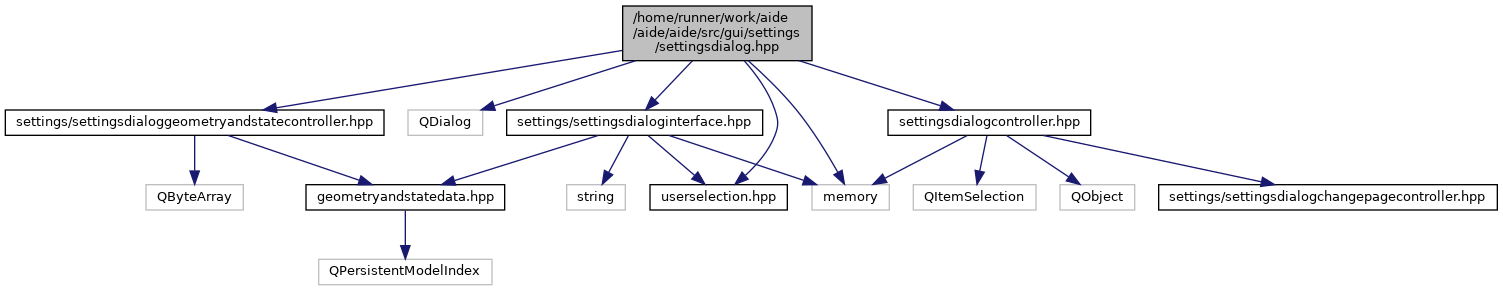 /home/runner/work/aide
/aide/aide/src/gui/settings
/settingsdialog.hpp
settings/settingsdialoggeometryandstatecontroller.hpp
QDialog
settings/settingsdialoginterface.hpp
settingsdialogcontroller.hpp
QByteArray
geometryandstatedata.hpp
string
userselection.hpp
memory
QItemSelection
QObject
settings/settingsdialogchangepagecontroller.hpp
QPersistentModelIndex